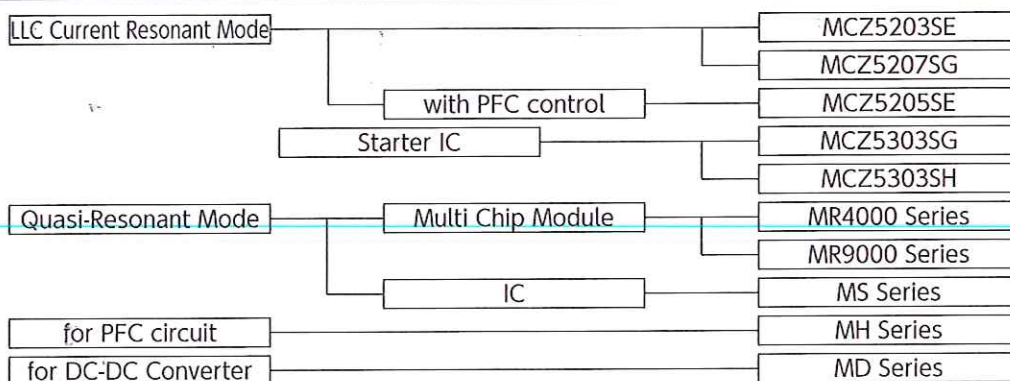 LLC Current Resonant Mode
MCZ5203SE
MCZ5207SG
with PFC control
MCZ5205SE
Starter IC
MCZ5303SG
MCZ5303SH
Quasi-Resonant Mode
Multi Chip Module
MR4000 Series
MR9000 Series
IC
MS Series
for PFC circuit
MH Series
for DC-DC Converter
MD Series